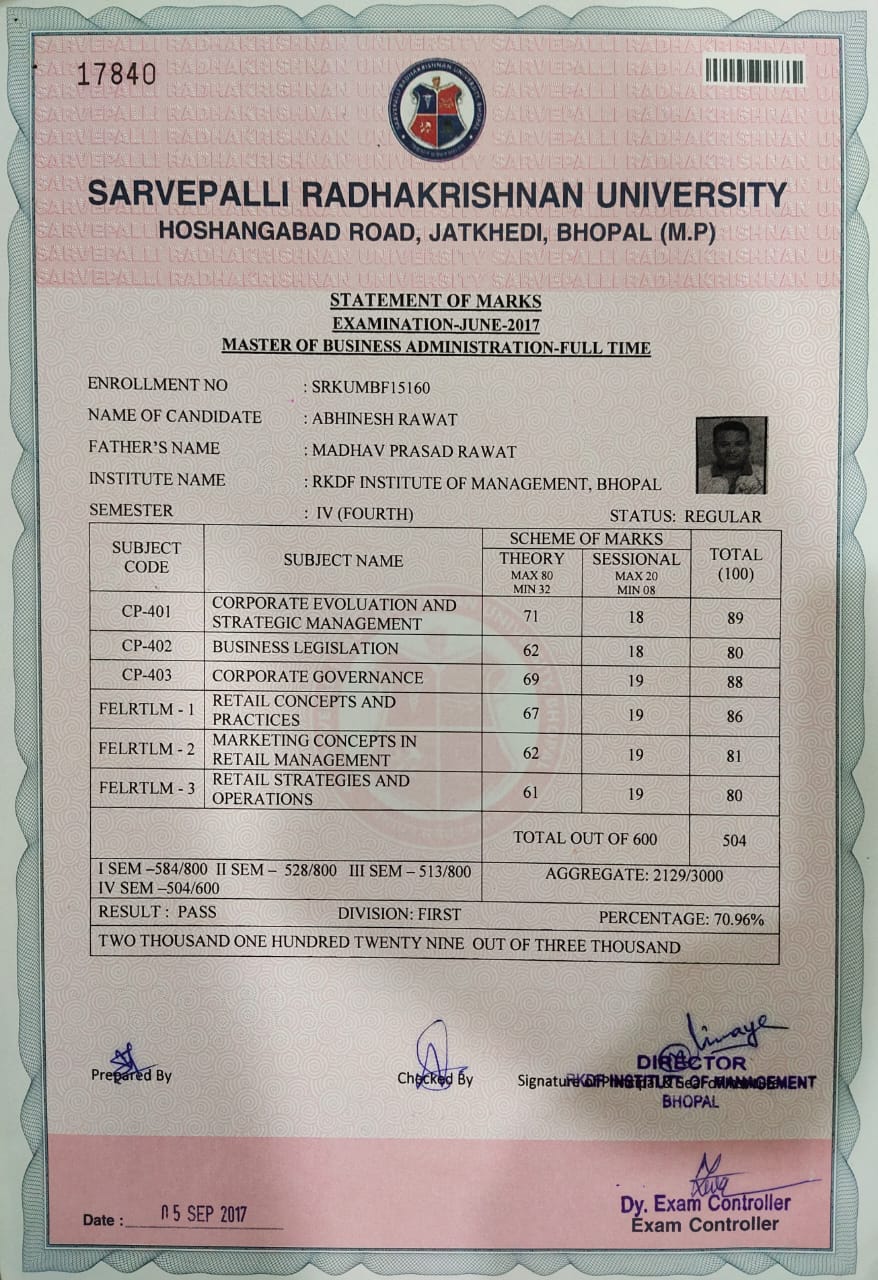 17840
SARVEPALLI RADHAKRISHNAN UNIVERSITY
HOSHANGABAD ROAD, JATKHEDI, BHOPAL (M.P)
STATEMENT OF MARKS
EXAMINATION-JUNE-2017
MASTER OF BUSINESS ADMINISTRATION-FULL TIME
ENROLLMENT NO : SRKUMBF15160
NAME OF CANDIDATE : ABHINESH RAWAT
FATHER'S NAME : MADHAV PRASAD RAWAT
INSTITUTE NAME : RKDF INSTITUTE OF MANAGEMENT, BHOPAL
SEMESTER : IV (FOURTH) STATUS: REGULAR
SUBJECT CODE SUBJECT NAME SCHEME OF MARKS TOTAL (100)
THEORY MAX 80 MIN 32 SESSIONAL MAX 20 MIN 08
CP-401 CORPORATE EVOLUATION AND STRATEGIC MANAGEMENT 71 18 89
CP-402 BUSINESS LEGISLATION 62 18 80
CP-403 CORPORATE GOVERNANCE 69 19 88
FELRTLM - 1 RETAIL CONCEPTS AND PRACTICES 67 19 86
FELRTLM - 2 MARKETING CONCEPTS IN RETAIL MANAGEMENT 62 19 81
FELRTLM - 3 RETAIL STRATEGIES AND OPERATIONS 61 19 80
TOTAL OUT OF 600 504
I SEM –584/800 II SEM – 528/800 III SEM – 513/800
IV SEM –504/600 AGGREGATE: 2129/3000
RESULT : PASS DIVISION: FIRST PERCENTAGE: 70.96%
TWO THOUSAND ONE HUNDRED TWENTY NINE OUT OF THREE THOUSAND
Prepared By Checked By Signature
DIRECTOR
RKDF INSTITUTE OF MANAGEMENT
BHOPAL
Date : 05 SEP 2017
Dy. Exam Controller
Exam Controller